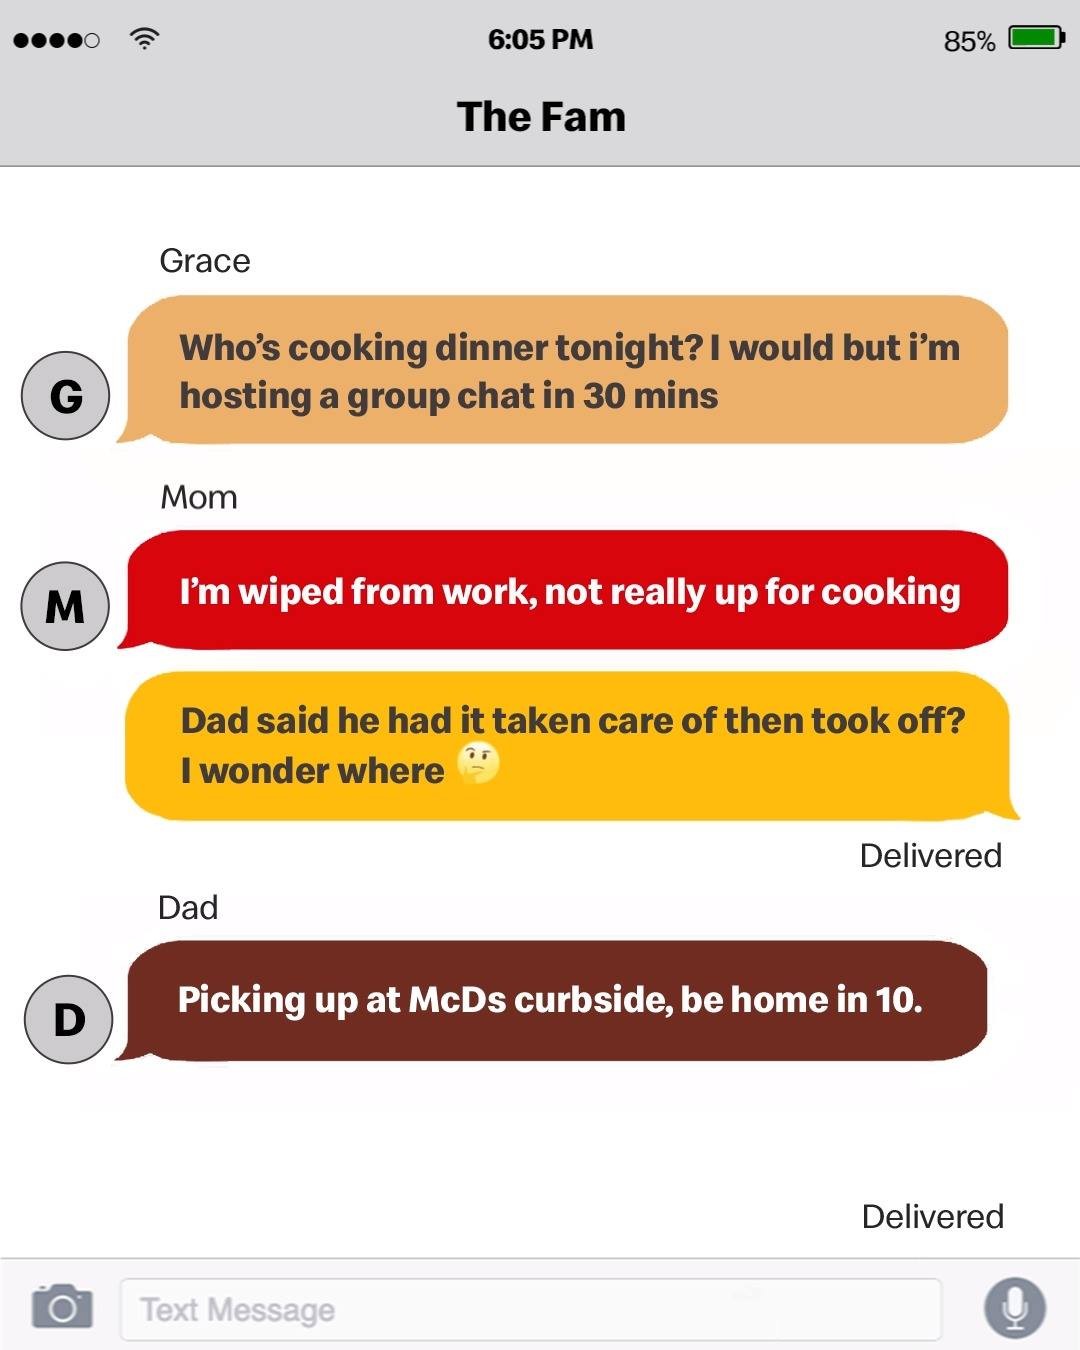 6:05 PM
85%
The Fam
Grace
Who's cooking dinner tonight? I would but i'm
hosting a group chat in 30 mins
G
Mom
I'm wiped from work, not really up for cooking
M
Dad said he had it taken care of then took off?
I wonder where 🤔
Delivered
Dad
Picking up at McDs curbside, be home in 10.
D
Delivered
Text Message